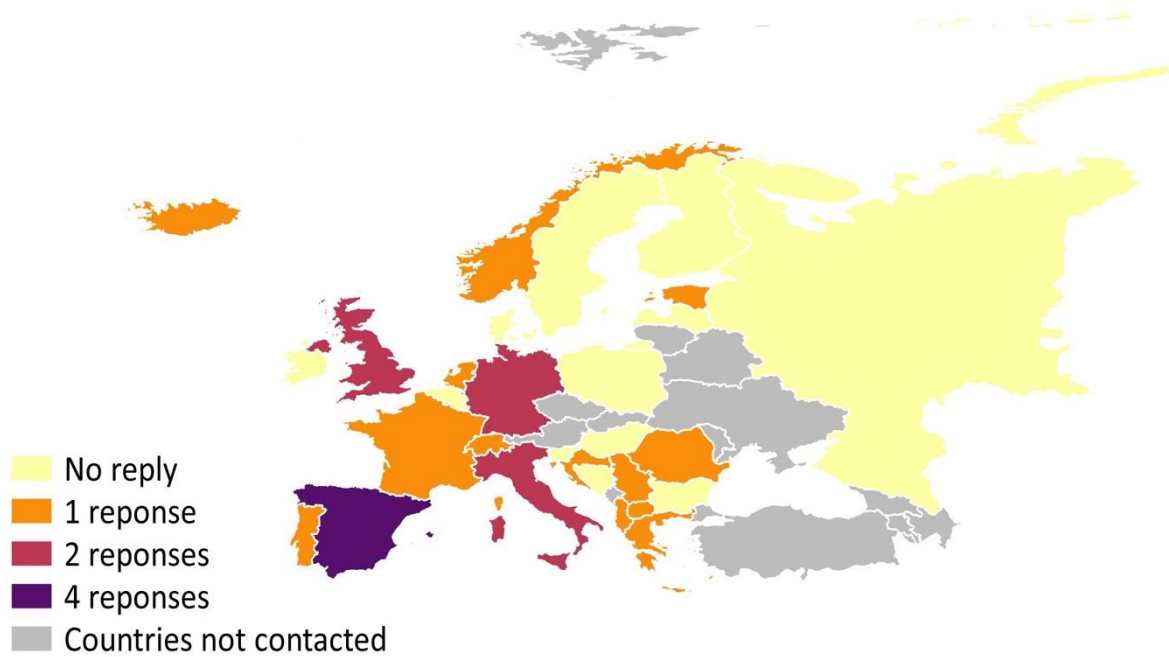 No reply
1 reponse
2 reponses
4 reponses
Countries not contacted